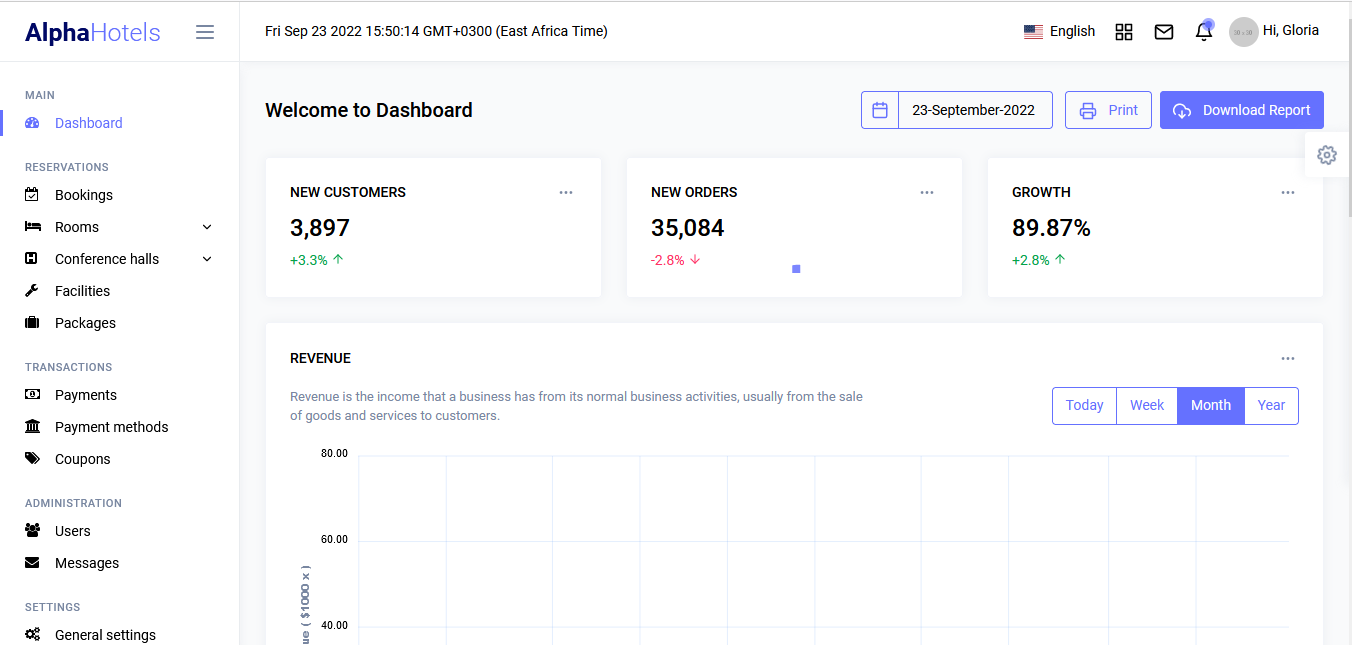 AlphaHotels
Fri Sep 23 2022 15:50:14 GMT+0300 (East Africa Time)
English
Hi, Gloria
MAIN
Dashboard
RESERVATIONS
Bookings
Rooms
Conference halls
Facilities
Packages
TRANSACTIONS
Payments
Payment methods
Coupons
ADMINISTRATION
Users
Messages
SETTINGS
General settings
Welcome to Dashboard
23-September-2022
Print
Download Report
NEW CUSTOMERS
3,897
+3.3%
NEW ORDERS
35,084
-2.8%
GROWTH
89.87%
+2.8%
REVENUE
Revenue is the income that a business has from its normal business activities, usually from the sale
of goods and services to customers.
Today
Week
Month
Year
80.00
60.00
40.00
ue ( $1000 x )